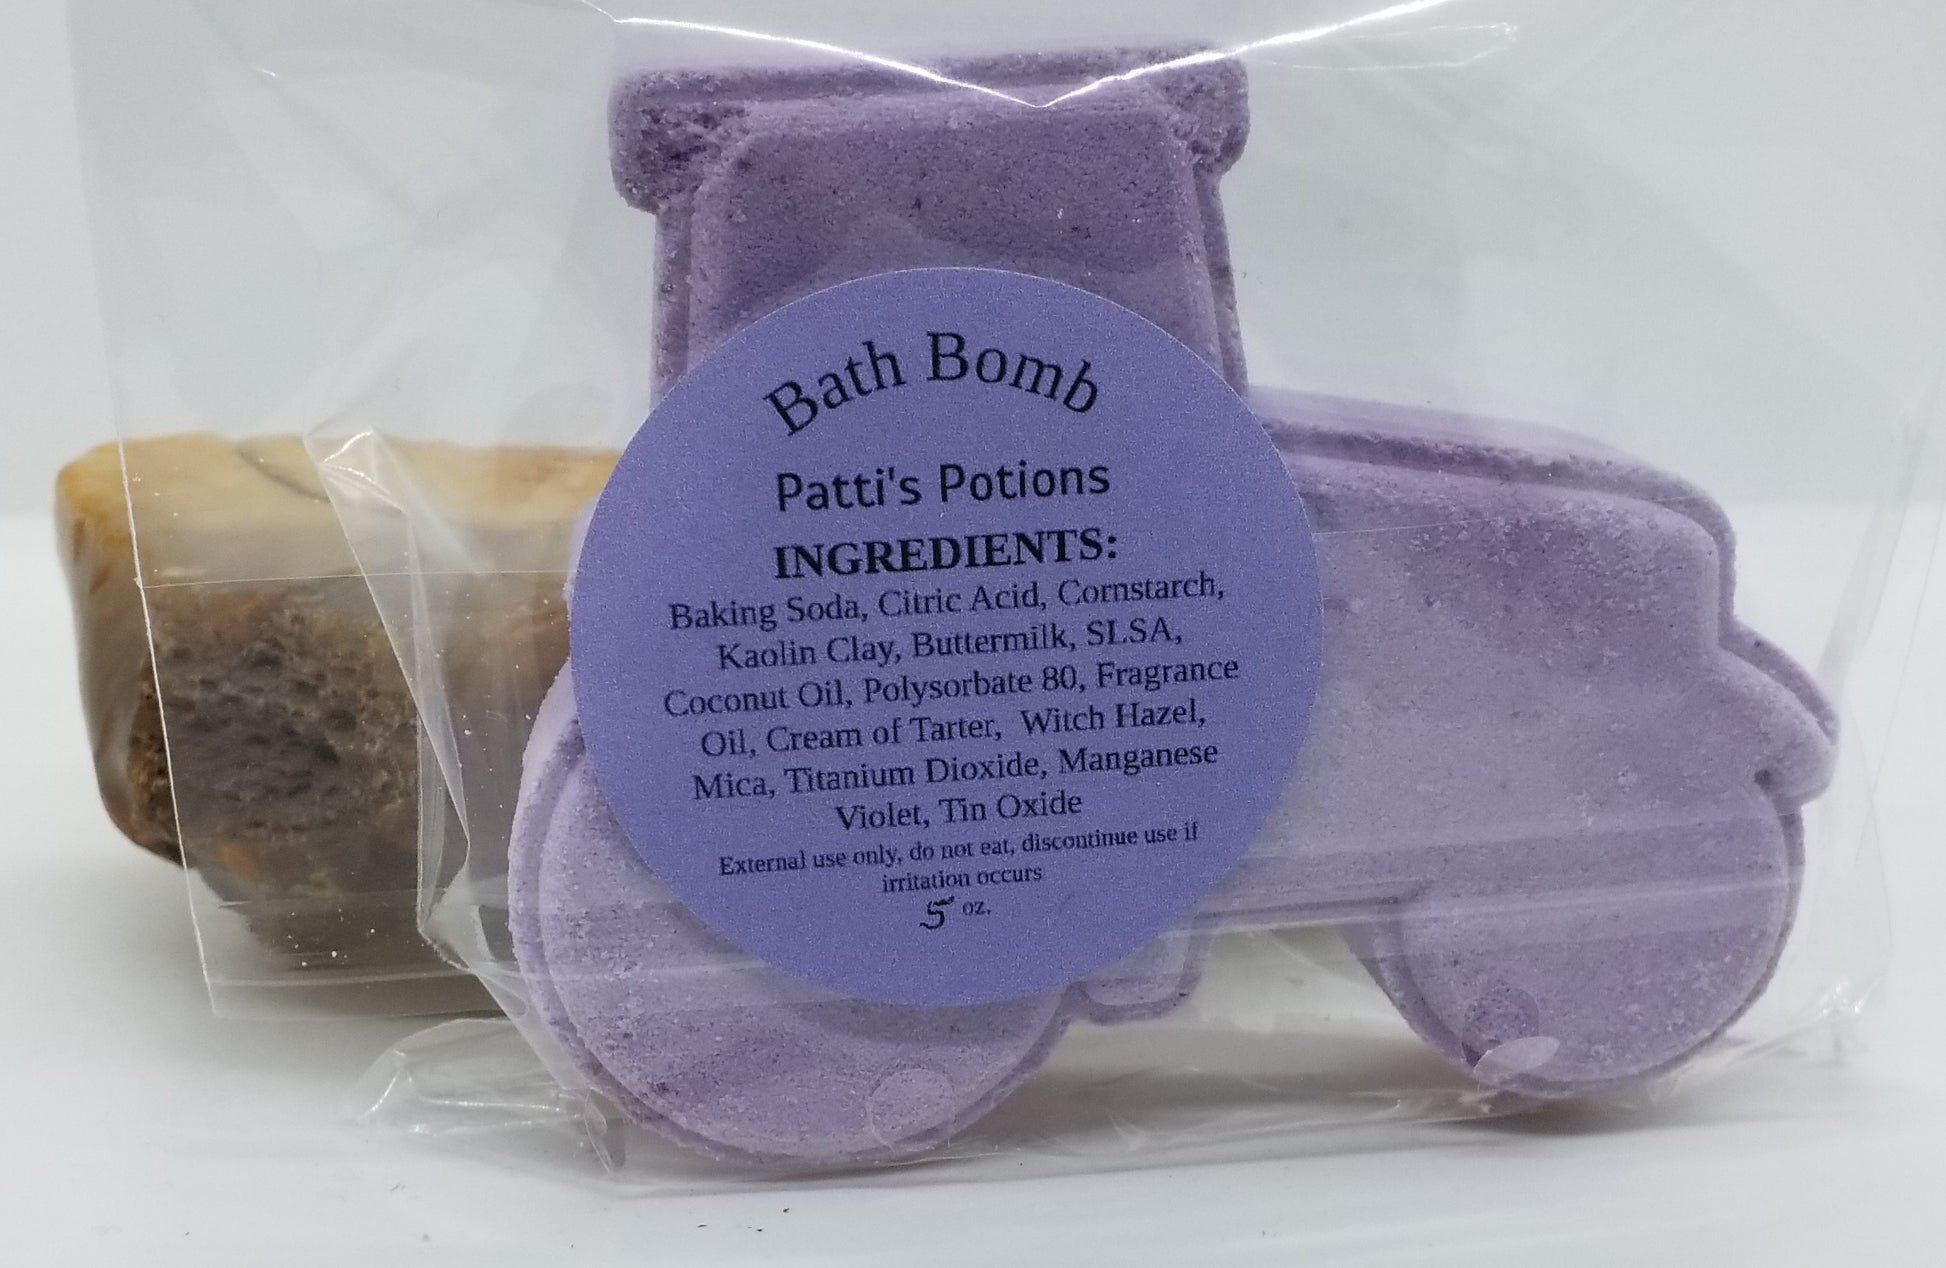 Bath Bomb
Patti's Potions
INGREDIENTS:
Baking Soda, Citric Acid, Cornstarch,
Kaolin Clay, Buttermilk, SLSA,
Coconut Oil, Polysorbate 80, Fragrance
Oil, Cream of Tarter, Witch Hazel,
Mica, Titanium Dioxide, Manganese
Violet, Tin Oxide
External use only, do not eat, discontinue use if
irritation occurs
5 oz.